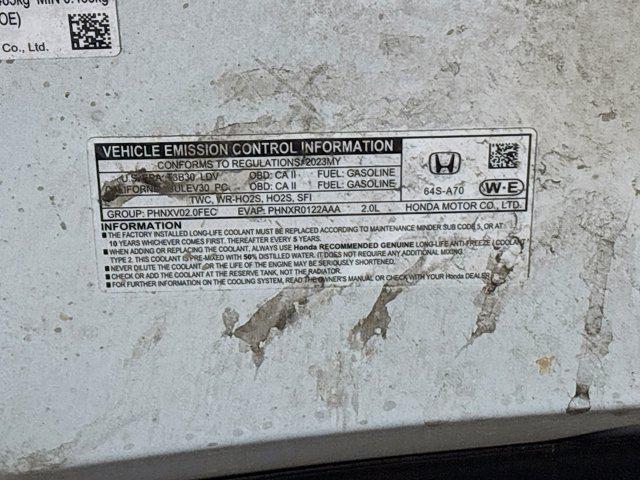 OE)
Co., Ltd.
VEHICLE EMISSION CONTROL INFORMATION
CONFORMS TO REGULATIONS: 2023MY
U.S. EPA: T3B30 LDV OBD: CA II FUEL: GASOLINE
CALIFORNIA: SULEV30 PC OBD: CA II FUEL: GASOLINE
TWC, WR-HO2S, HO2S, SFI
GROUP: PHNXV02.0FEC EVAP: PHNXR0122AAA 2.0L
64S-A70
W-E
HONDA MOTOR CO., LTD.
INFORMATION
COOLANT SHOULD BE REPLACED ACCORDING TO MAINTENANCE MINDER SUB CODE 5, OR AT
10 YEARS WHICHEVER COMES FIRST. THEREAFTER EVERY 5 YEARS.
WHEN ADDING OR REPLACING THE COOLANT, USE Honda RECOMMENDED GENUINE LONG-LIFE ANTI-FREEZE / COOLANT
TYPE 2. THIS COOLANT IS PRE-MIXED WITH 50% DISTILLED WATER. IT DOES NOT REQUIRE ANY ADDITIONAL MIXING.
NEVER DILUTE THE COOLANT, OR THE LIFE OF THE ENGINE MAY BE SERIOUSLY SHORTENED.
CHECK OR ADD THE COOLANT AT THE RESERVE TANK, NOT THE RADIATOR.
FOR FURTHER INFORMATION ON THE COOLING SYSTEM, READ THE OWNER'S MANUAL OR CHECK WITH YOUR Honda DEALER.